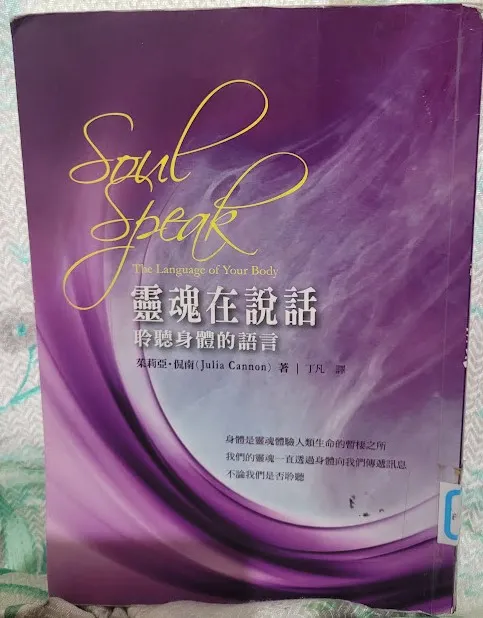 Soul
Speak
The Language of Your Body
靈魂在說話
聆聽身體的語言
茱莉亞・侃南（Julia Cannon）著｜丁凡 譯
身體是靈魂體驗人類生命的暫棲之所
我們的靈魂一直透過身體向我們傳遞訊息
不論我們是否聆聽